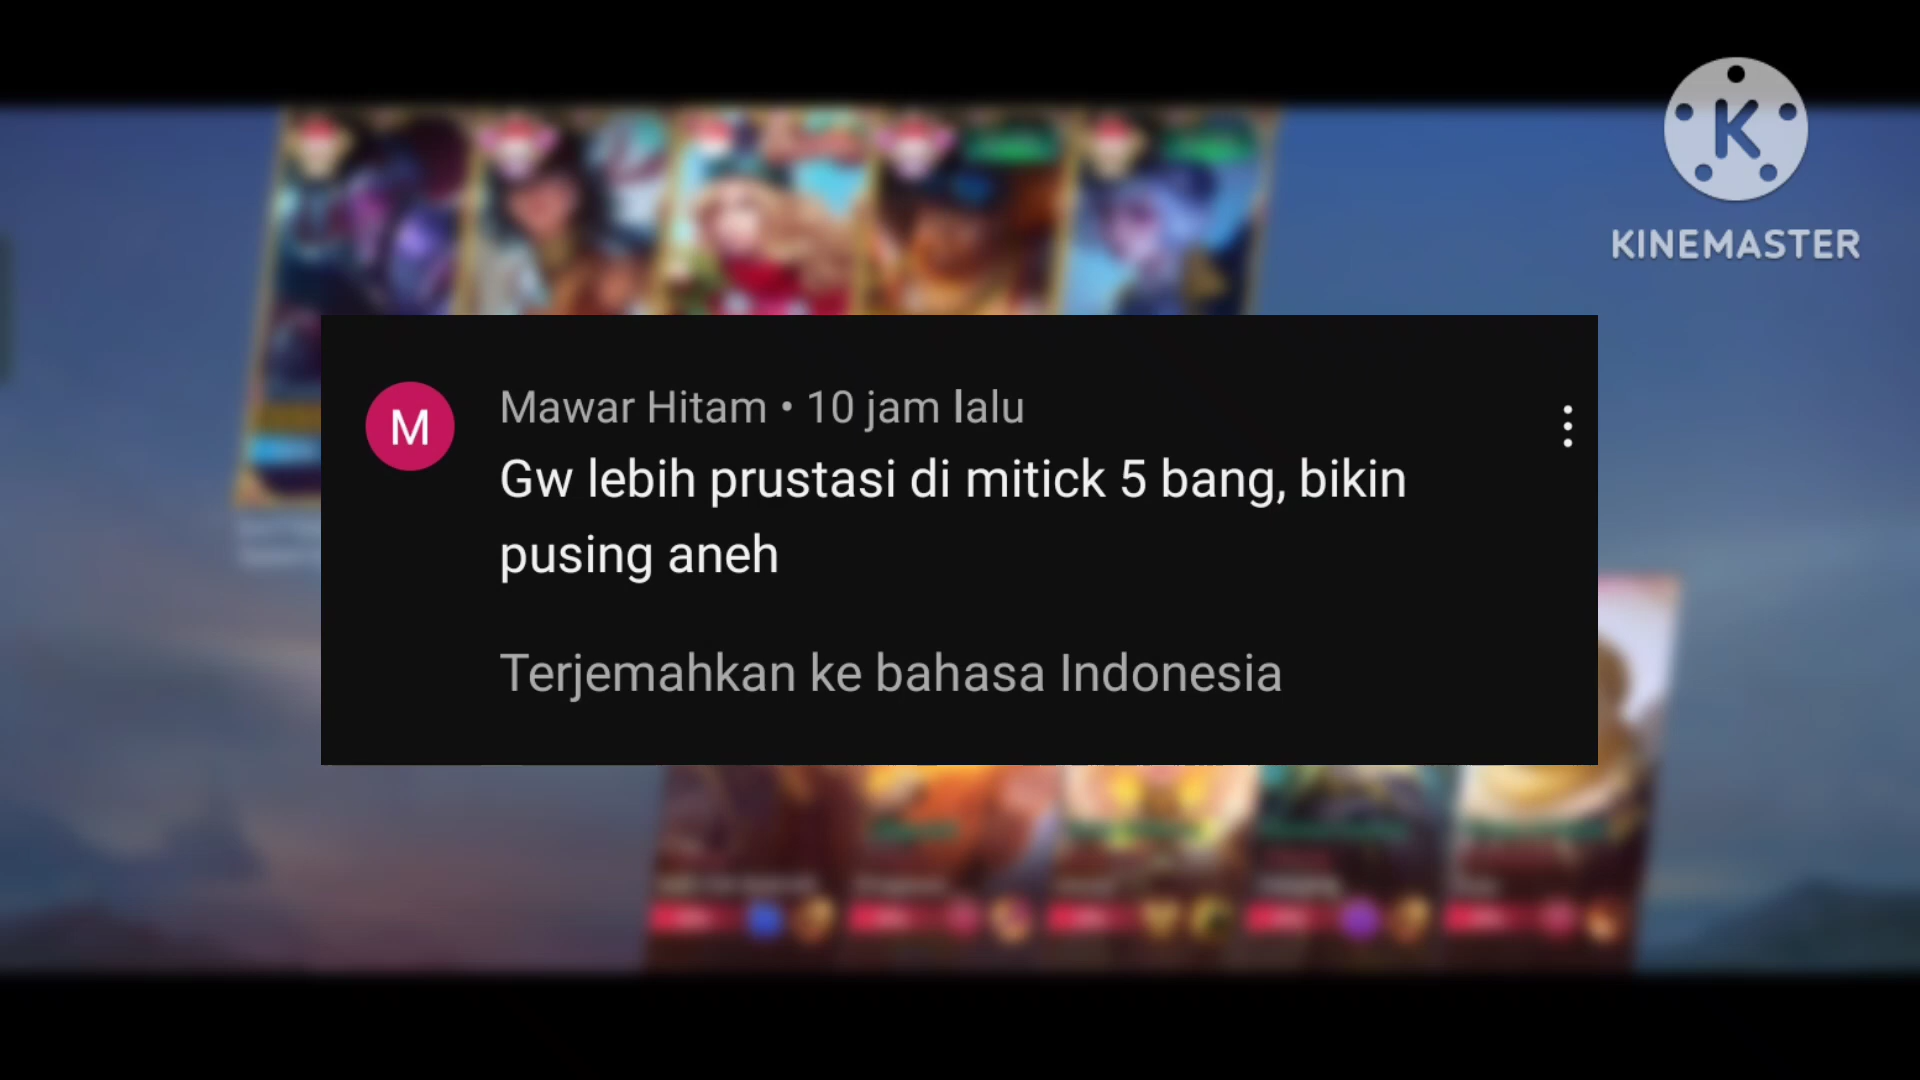 KINEMASTER
M
Mawar Hitam • 10 jam lalu
Gw lebih prustasi di mitick 5 bang, bikin
pusing aneh
Terjemahkan ke bahasa Indonesia